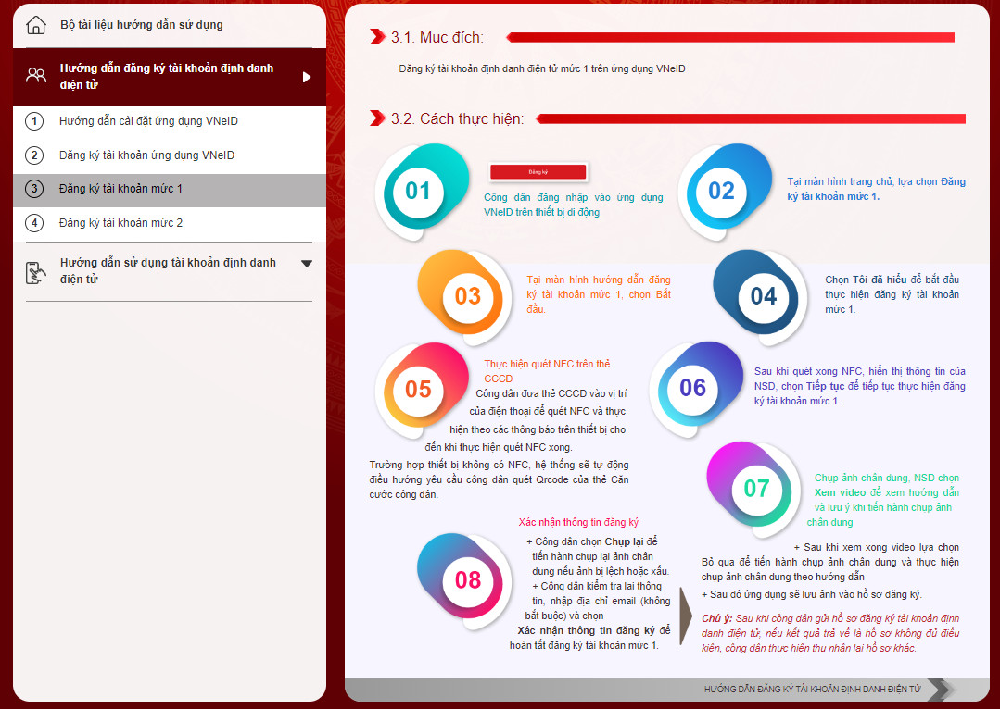 Bộ tài liệu hướng dẫn sử dụng
Hướng dẫn đăng ký tài khoản định danh
điện tử
1 Hướng dẫn cài đặt ứng dụng VNeID
2 Đăng ký tài khoản ứng dụng VNeID
3 Đăng ký tài khoản mức 1
4 Đăng ký tài khoản mức 2
Hướng dẫn sử dụng tài khoản định danh
điện tử
3.1. Mục đích:
Đăng ký tài khoản định danh điện tử mức 1 trên ứng dụng VNeID
3.2. Cách thực hiện:
01
Đăng ký
Công dân đăng nhập vào ứng dụng
VNeID trên thiết bị di động
02
Tại màn hình trang chủ, lựa chọn Đăng
ký tài khoản mức 1.
03
Tại màn hình hướng dẫn đăng
ký tài khoản mức 1, chọn Bắt
đầu.
04
Chọn Tôi đã hiểu để bắt đầu
thực hiện đăng ký tài khoản
mức 1.
05
Thực hiện quét NFC trên thẻ
CCCD
Công dân đưa thẻ CCCD vào vị trí
của điện thoại để quét NFC và thực
hiện theo các thông báo trên thiết bị cho
đến khi thực hiện quét NFC xong.
Trường hợp thiết bị không có NFC, hệ thống sẽ tự động
điều hướng yêu cầu công dân quét Qrcode của thẻ Căn
cước công dân.
06
Sau khi quét xong NFC, hiển thị thông tin của
NSD, chọn Tiếp tục để tiếp tục thực hiện đăng
ký tài khoản mức 1.
07
Chụp ảnh chân dung, NSD chọn
Xem video để xem hướng dẫn
và lưu ý khi tiến hành chụp ảnh
chân dung
+ Sau khi xem xong video lựa chọn
Bỏ qua để tiến hành chụp ảnh chân dung và thực hiện
chụp ảnh chân dung theo hướng dẫn
+ Sau đó ứng dụng sẽ lưu ảnh vào hồ sơ đăng ký.
Chú ý: Sau khi công dân gửi hồ sơ đăng ký tài khoản định
danh điện tử, nếu kết quả trả về là hồ sơ không đủ điều
kiện, công dân thực hiện thu nhận lại hồ sơ khác.
08
Xác nhận thông tin đăng ký
+ Công dân chọn Chụp lại để
tiến hành chụp lại ảnh chân
dung nếu ảnh bị lệch hoặc xấu.
+ Công dân kiểm tra lại thông
tin, nhập địa chỉ email (không
bắt buộc) và chọn
Xác nhận thông tin đăng ký để
hoàn tất đăng ký tài khoản mức 1.
HƯỚNG DẪN ĐĂNG KÝ TÀI KHOẢN ĐỊNH DANH ĐIỆN TỬ